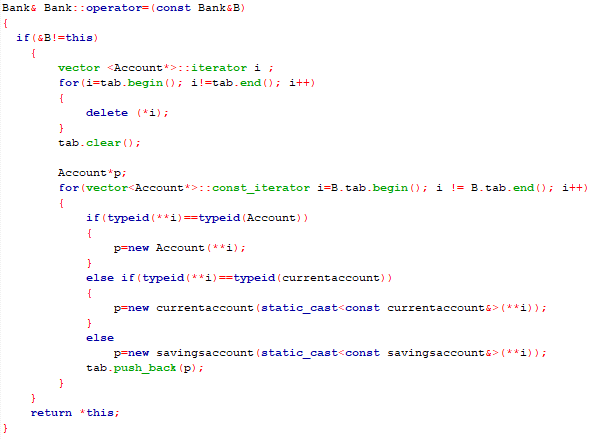 Bank& Bank::operator=(const Bank&B)
{
  if(&B!=this)
    {
        vector <Account*>::iterator i ;
        for(i=tab.begin(); i!=tab.end(); i++)
        {
            delete (*i);
        }
        tab.clear();

        Account*p;
        for(vector<Account*>::const_iterator i=B.tab.begin(); i != B.tab.end(); i++)
        {
            if(typeid(**i)==typeid(Account))
            {
                p=new Account(**i);
            }
            else if(typeid(**i)==typeid(currentaccount))
            {
                p=new currentaccount(static_cast<const currentaccount&>(**i));
            }
            else
                p=new savingsaccount(static_cast<const savingsaccount&>(**i));
            tab.push_back(p);
        }
    }
    return *this;
}